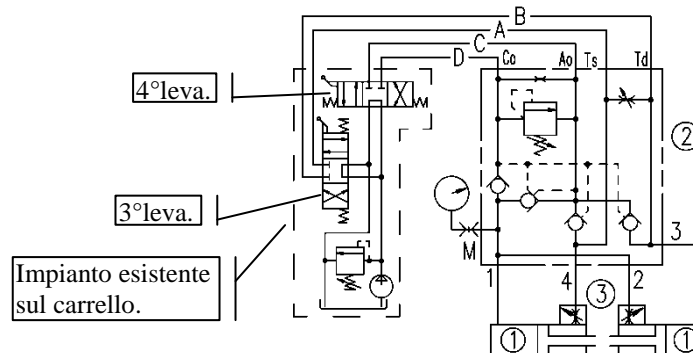 B
A
C
D
Ca
Ao
Ts
Td
4°leva.
2
3°leva.
3
M
Impianto esistente
sul carrello.
1
4
2
3
1
1